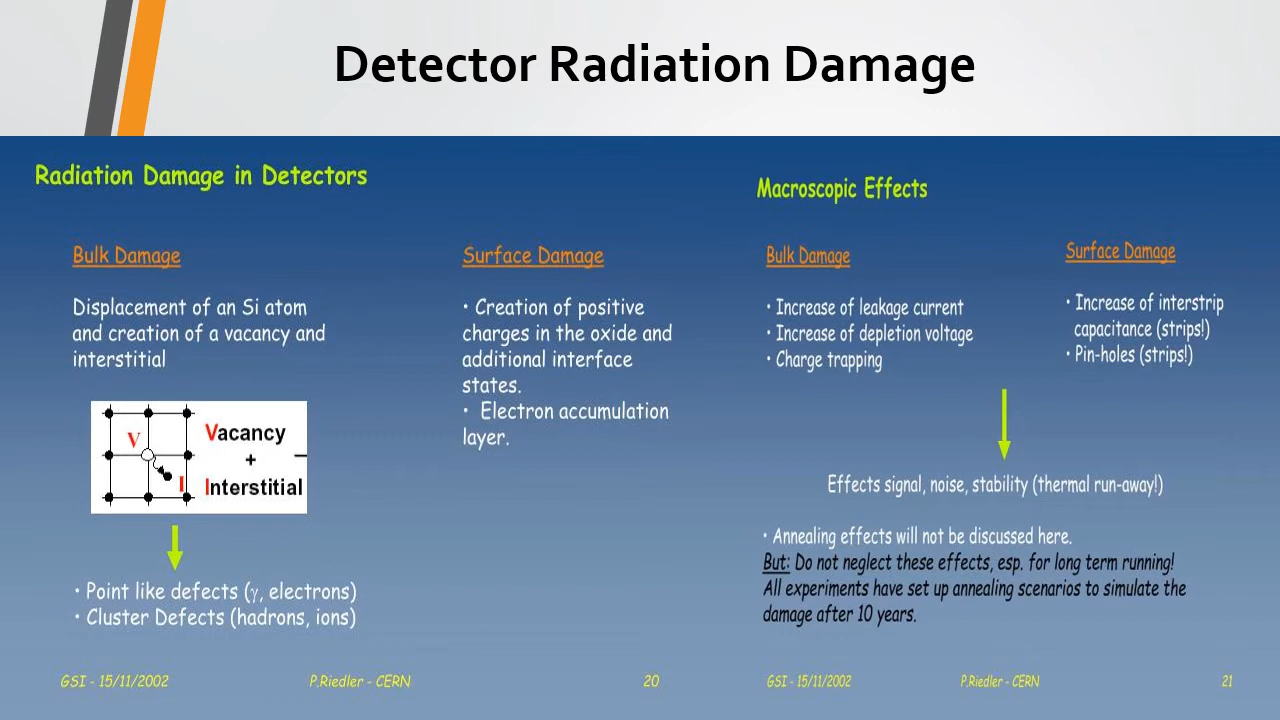 Detector Radiation Damage
Radiation Damage in Detectors
Bulk Damage
Displacement of an Si atom
and creation of a vacancy and
interstitial
V
I
Vacancy
+
Interstitial
• Point like defects (γ, electrons)
• Cluster Defects (hadrons, ions)
Surface Damage
• Creation of positive
charges in the oxide and
additional interface
states.
• Electron accumulation
layer.
GSI - 15/11/2002
P.Riedler - CERN
20
Macroscopic Effects
Bulk Damage
• Increase of leakage current
• Increase of depletion voltage
• Charge trapping
Surface Damage
• Increase of interstrip
capacitance (strips!)
• Pin-holes (strips!)
Effects signal, noise, stability (thermal run-away!)
• Annealing effects will not be discussed here.
But: Do not neglect these effects, esp. for long term running!
All experiments have set up annealing scenarios to simulate the
damage after 10 years.
GSI - 15/11/2002
P.Riedler - CERN
21